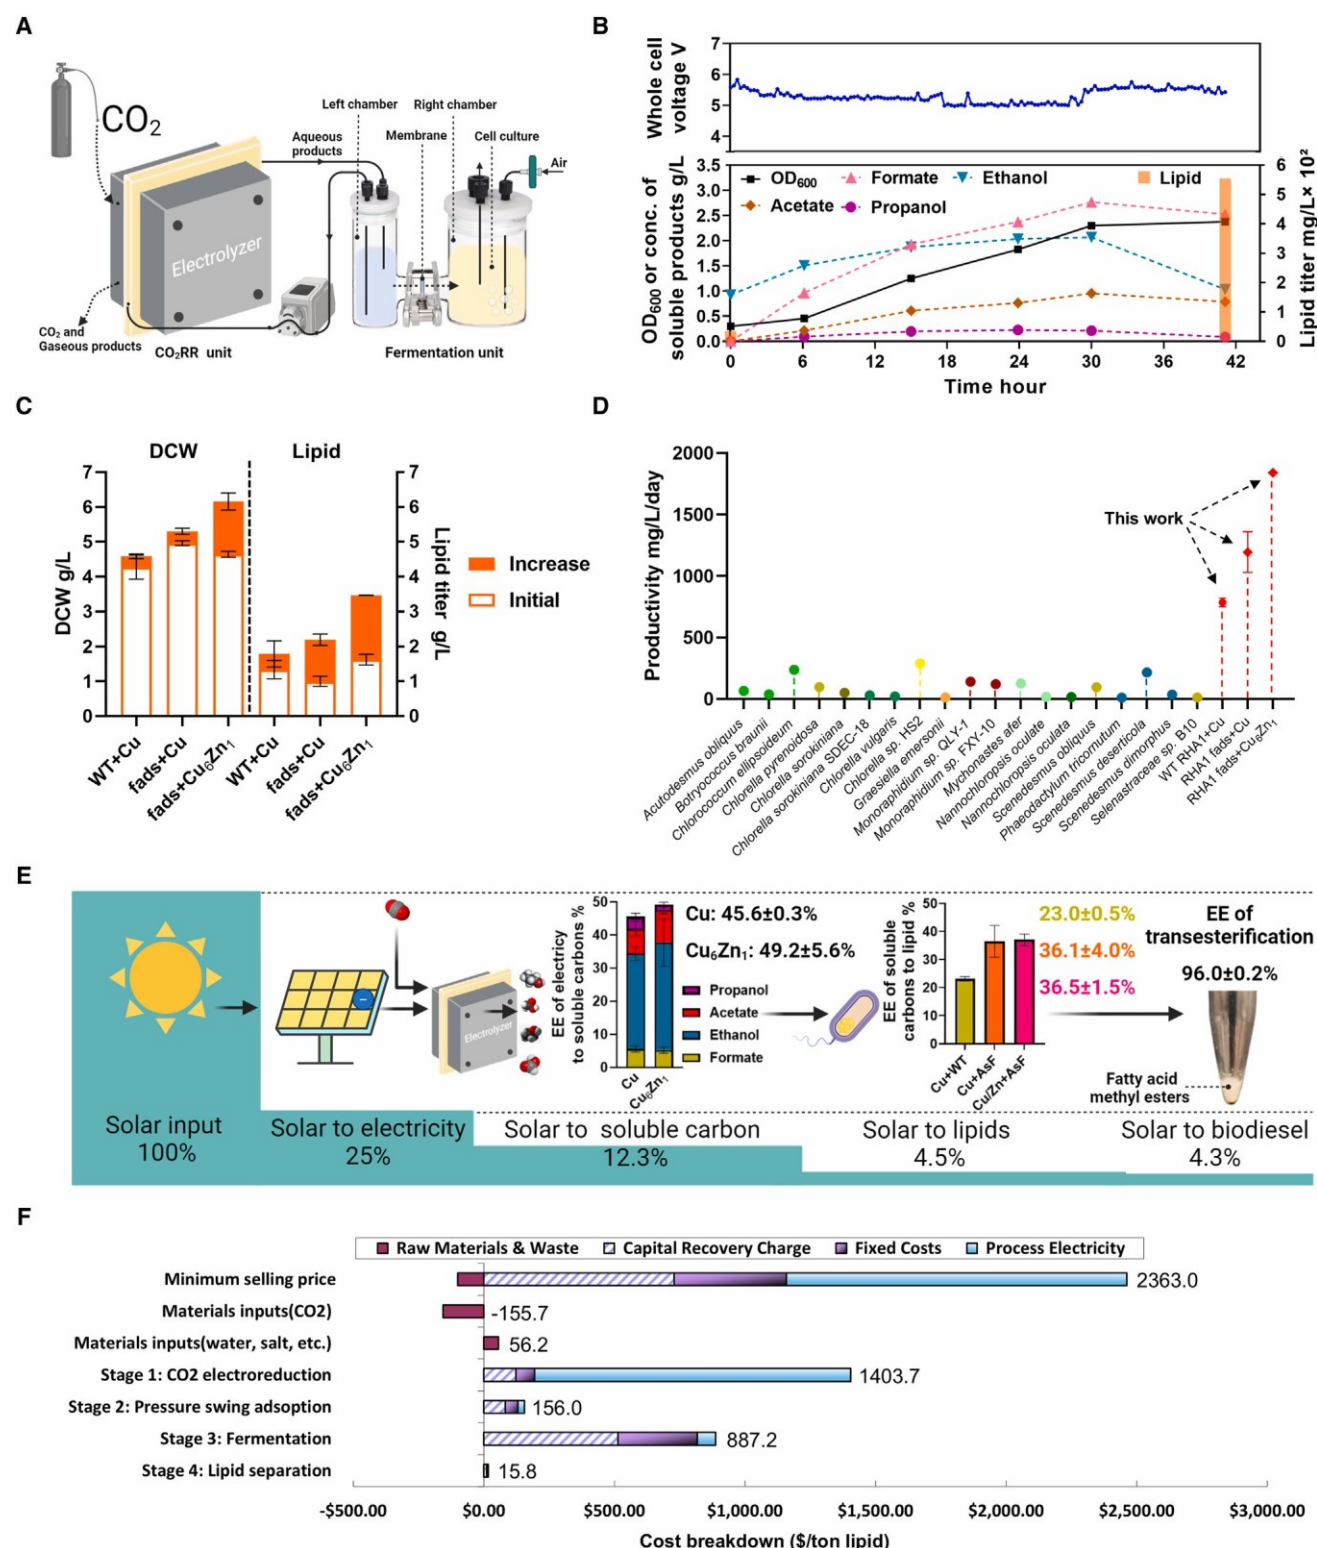 A
CO₂
Left chamber
Right chamber
Aqueous
products
Membrane
Cell culture
Air
Electrolyzer
CO₂ and
Gaseous products
CO₂RR unit
Fermentation unit
B
Whole cell
voltage V
7
6
5
4
OD₆₀₀ or conc. of
soluble products g/L
3.5
3.0
2.5
2.0
1.5
1.0
0.5
0.0
OD₆₀₀
Formate
Ethanol
Lipid
Acetate
Propanol
6
5
4
3
2
1
0
Lipid titer mg/L× 10²
0 6 12 18 24 30 36 42
Time hour
C
DCW
Lipid
DCW g/L
7
6
5
4
3
2
1
0
7
6
5
4
3
2
1
0
Lipid titer g/L
Increase
Initial
WT+Cu
fads+Cu
fads+Cu₆Zn₁
WT+Cu
fads+Cu
fads+Cu₆Zn₁
D
Productivity mg/L/day
2000
1500
1000
500
0
This work
Acutodesmus obliquus
Botryococcus braunii
Chlorococcum ellipsoideum
Chlorella pyrenoidosa
Chlorella sorokiniana
Chlorella sorokiniana SDEC-18
Chlorella vulgaris
Chlorella sp. HS2
Graesiella emersonii
Monoraphidium sp. QLY-1
Monoraphidium sp. FXY-10
Mychonastes afer
Nannochloropsis oculate
Nannochloropsis oculata
Scenedesmus obliquus
Phaeodactylum tricornutum
Scenedesmus deserticola
Scenedesmus dimorphus
Selenastraceae sp. B10
WT RHA1+Cu
RHA1 fads+Cu
RHA1 fads+Cu₆Zn₁
E
EE of electricy
to soluble carbons %
50
40
30
20
10
0
Cu
Cu₆Zn₁
Cu: 45.6±0.3%
Cu₆Zn₁: 49.2±5.6%
Propanol
Acetate
Ethanol
Formate
Electrolyzer
EE of soluble
carbons to lipid %
50
40
30
20
10
0
Cu+WT
Cu+AsF
Cu/Zn+AsF
23.0±0.5%
36.1±4.0%
36.5±1.5%
EE of
transesterification
96.0±0.2%
Fatty acid
methyl esters
Solar input
100%
Solar to electricity
25%
Solar to soluble carbon
12.3%
Solar to lipids
4.5%
Solar to biodiesel
4.3%
F
Raw Materials & Waste
Capital Recovery Charge
Fixed Costs
Process Electricity
Minimum selling price
2363.0
Materials inputs(CO2)
-155.7
Materials inputs(water, salt, etc.)
56.2
Stage 1: CO2 electroreduction
1403.7
Stage 2: Pressure swing adsoption
156.0
Stage 3: Fermentation
887.2
Stage 4: Lipid separation
15.8
-$500.00 $0.00 $500.00 $1,000.00 $1,500.00 $2,000.00 $2,500.00 $3,000.00
Cost breakdown ($/ton lipid)